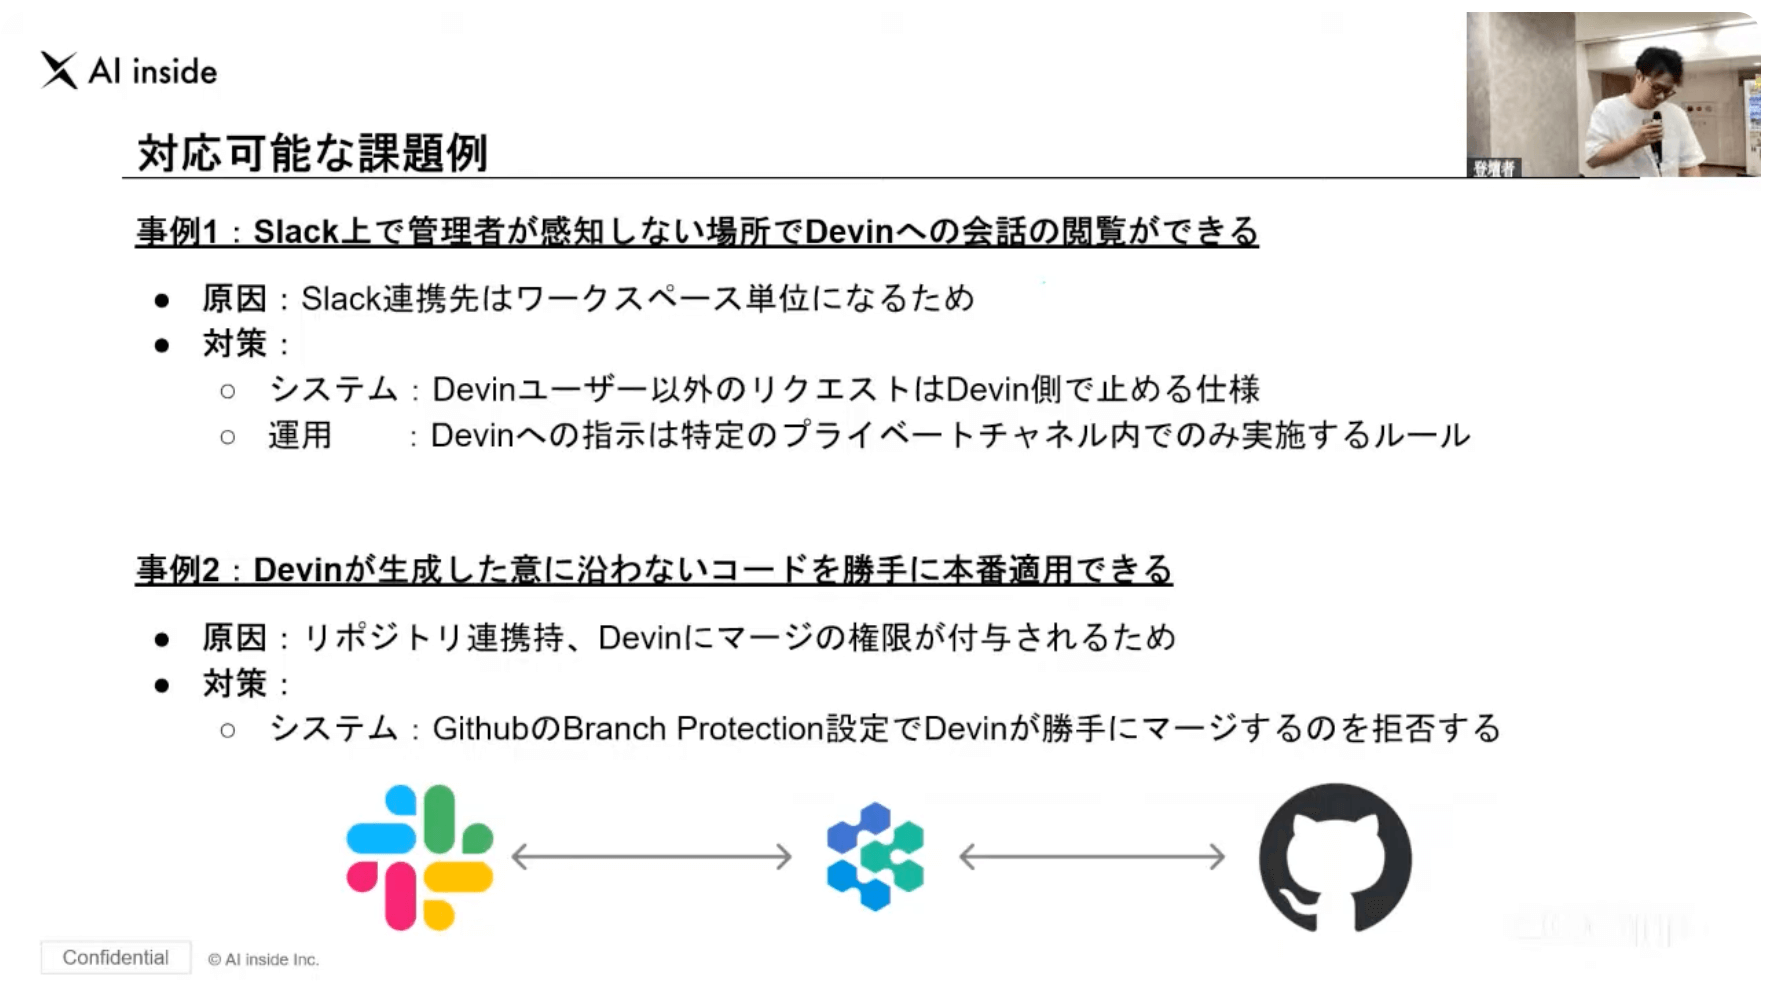 AI inside
登壇者
対応可能な課題例
事例1：Slack上で管理者が感知しない場所でDevinへの会話の閲覧ができる
● 原因：Slack連携先はワークスペース単位になるため
● 対策：
○ システム：Devinユーザー以外のリクエストはDevin側で止める仕様
○ 運用　　：Devinへの指示は特定のプライベートチャネル内でのみ実施するルール
事例2：Devinが生成した意に沿わないコードを勝手に本番適用できる
● 原因：リポジトリ連携持、Devinにマージの権限が付与されるため
● 対策：
○ システム：GithubのBranch Protection設定でDevinが勝手にマージするのを拒否する
Confidential
© AI inside Inc.